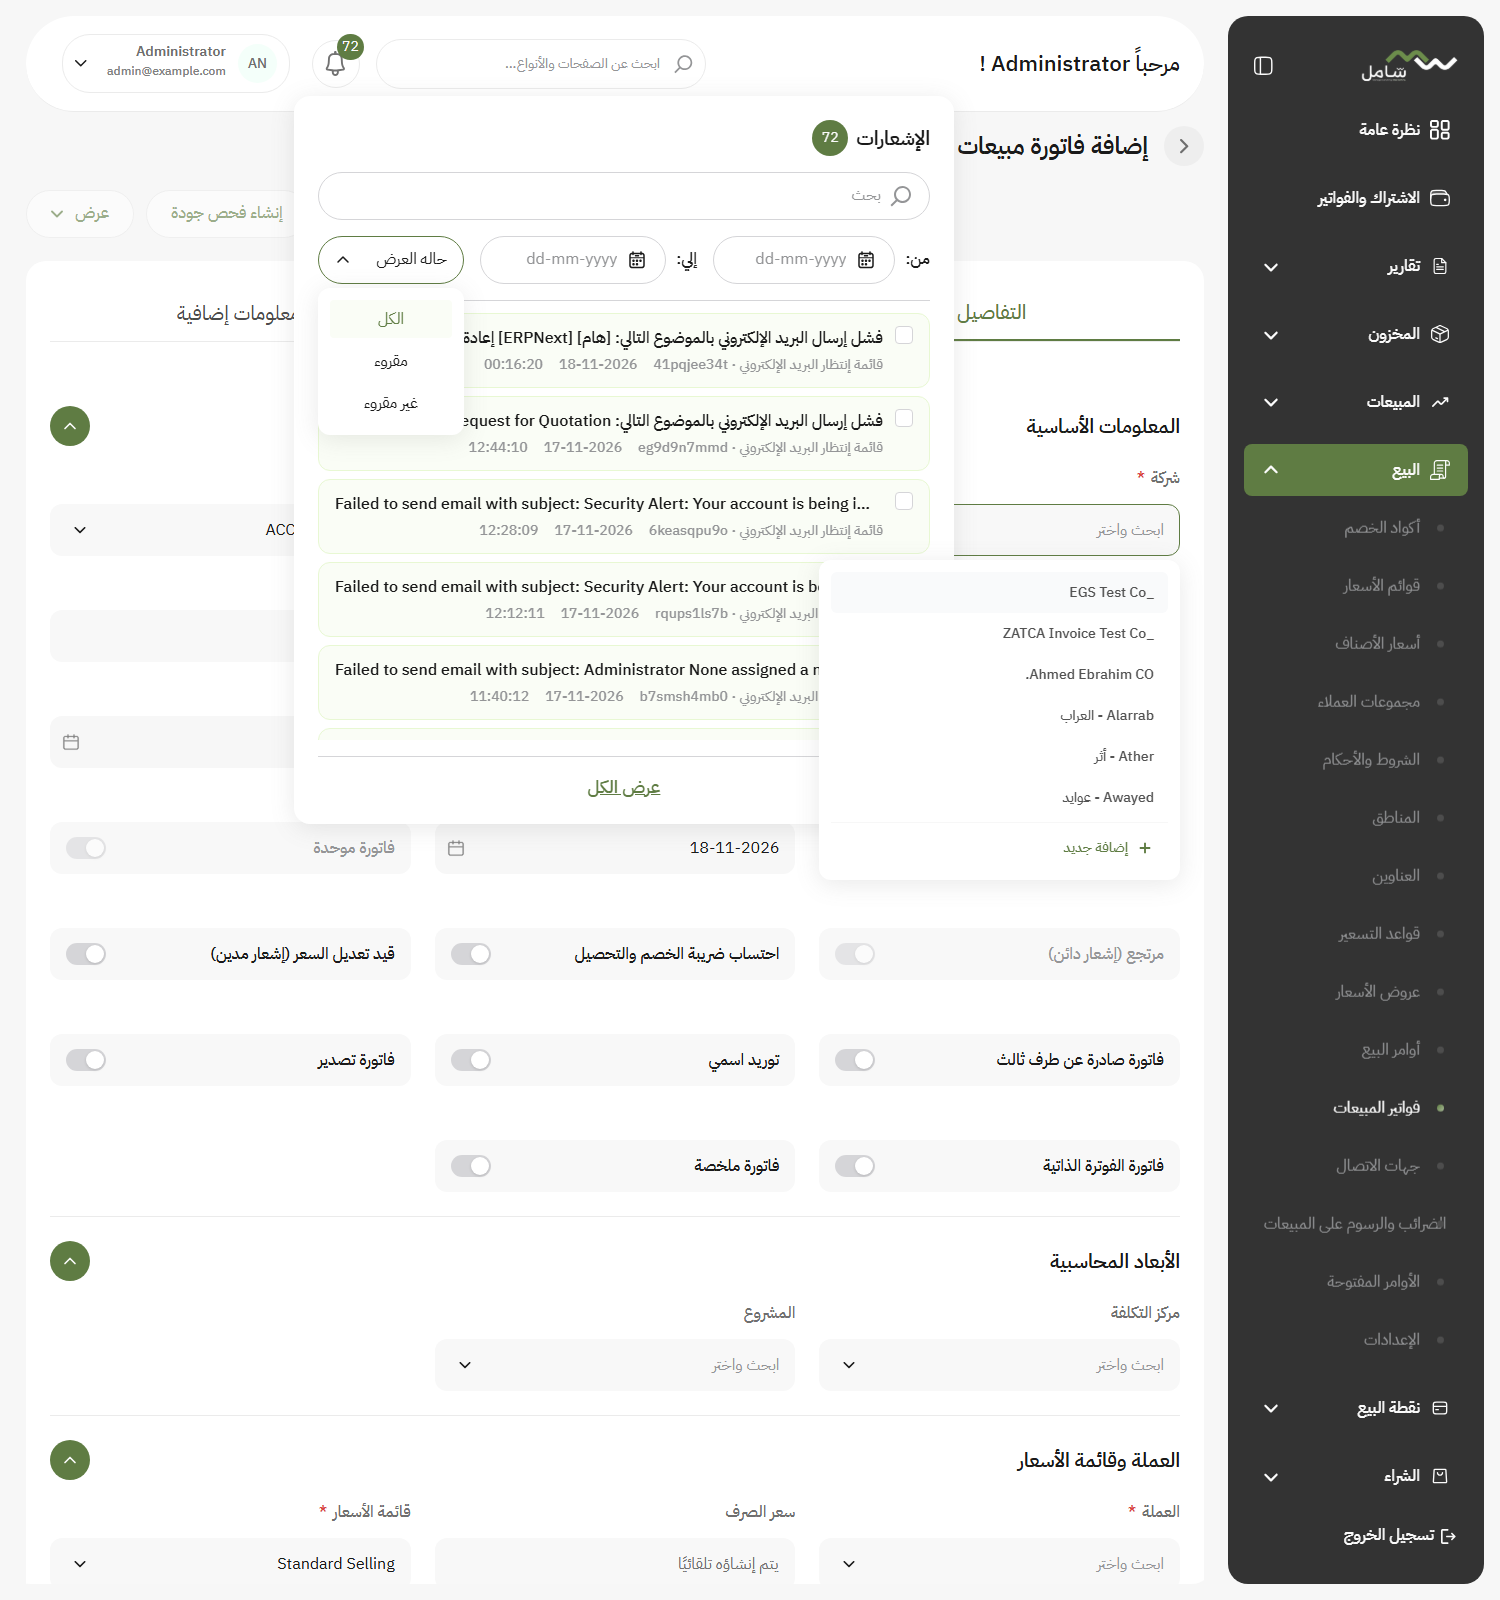 شامل
نظرة عامة
الاشتراك والفواتير
تقارير
المخزون
المبيعات
البيع
أكواد الخصم
قوائم الأسعار
أسعار الأصناف
مجموعات العملاء
الشروط والأحكام
المناطق
العناوين
قواعد التسعير
عروض الأسعار
أوامر البيع
فواتير المبيعات
جهات الاتصال
الضرائب والرسوم على المبيعات
الأوامر المفتوحة
الإعدادات
نقطة البيع
الشراء
تسجيل الخروج
مرحباً Administrator !
ابحث عن الصفحات والأنواع...
72
AN
Administrator
admin@example.com
إضافة فاتورة مبيعات
إنشاء فحص جودة
عرض
الإشعارات 72
بحث
من: dd-mm-yyyy إلي: dd-mm-yyyy حاله العرض
الكل
مقروء
غير مقروء
فشل إرسال البريد الإلكتروني بالموضوع التالي: [هام] [ERPNext] إعادة
قائمة إنتظار البريد الإلكتروني · 41pqjee34t 18-11-2026 00:16:20
فشل إرسال البريد الإلكتروني بالموضوع التالي: equest for Quotation
قائمة إنتظار البريد الإلكتروني · eg9d9n7mmd 17-11-2026 12:44:10
Failed to send email with subject: Security Alert: Your account is being i...
قائمة إنتظار البريد الإلكتروني · 6keasqpu9o 17-11-2026 12:28:09
Failed to send email with subject: Security Alert: Your account is be
البريد الإلكتروني · rqups1ls7b 17-11-2026 12:12:11
Failed to send email with subject: Administrator None assigned a n
البريد الإلكتروني · b7smsh4mb0 17-11-2026 11:40:12
عرض الكل
التفاصيل
معلومات إضافية
المعلومات الأساسية
شركة *
ابحث واختر
ACC
_EGS Test Co
_ZATCA Invoice Test Co
Ahmed Ebrahim CO.
Alarrab - العراب
Ather - أثر
Awayed - عوايد
+ إضافة جديد
18-11-2026
فاتورة موحدة
مرتجع (إشعار دائن)
احتساب ضريبة الخصم والتحصيل
قيد تعديل السعر (إشعار مدين)
فاتورة صادرة عن طرف ثالث
توريد اسمي
فاتورة تصدير
فاتورة الفوترة الذاتية
فاتورة ملخصة
الأبعاد المحاسبية
مركز التكلفة
المشروع
ابحث واختر
ابحث واختر
العملة وقائمة الأسعار
العملة *
سعر الصرف
قائمة الأسعار *
ابحث واختر
يتم إنشاؤه تلقائيًا
Standard Selling